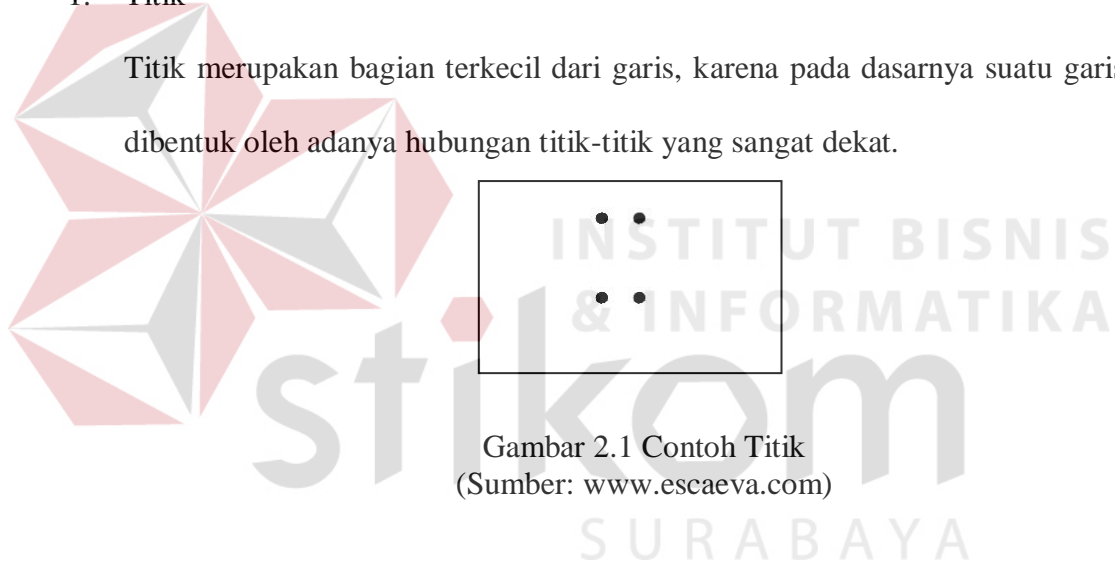 1. Titik
Titik merupakan bagian terkecil dari garis, karena pada dasarnya suatu garis
dibentuk oleh adanya hubungan titik-titik yang sangat dekat.
INSTITUT BISNIS
& INFORMATIKA
stikom
Gambar 2.1 Contoh Titik
(Sumber: www.escaeva.com)
SURABAYA